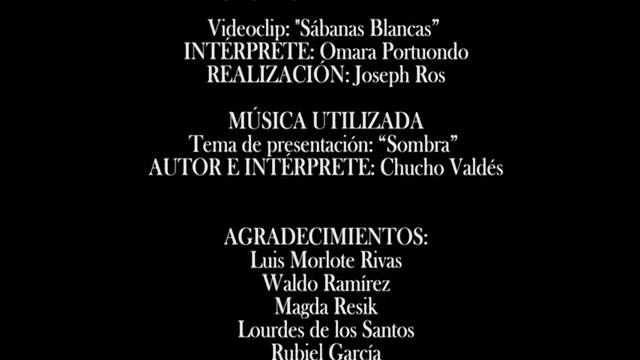 Videoclip: "Sábanas Blancas”
INTÉRPRETE: Omara Portuondo
REALIZACIÓN: Joseph Ros
MÚSICA UTILIZADA
Tema de presentación: “Sombra”
AUTOR E INTÉRPRETE: Chucho Valdés
AGRADECIMIENTOS:
Luis Morlote Rivas
Waldo Ramírez
Magda Resik
Lourdes de los Santos
Rubiel García